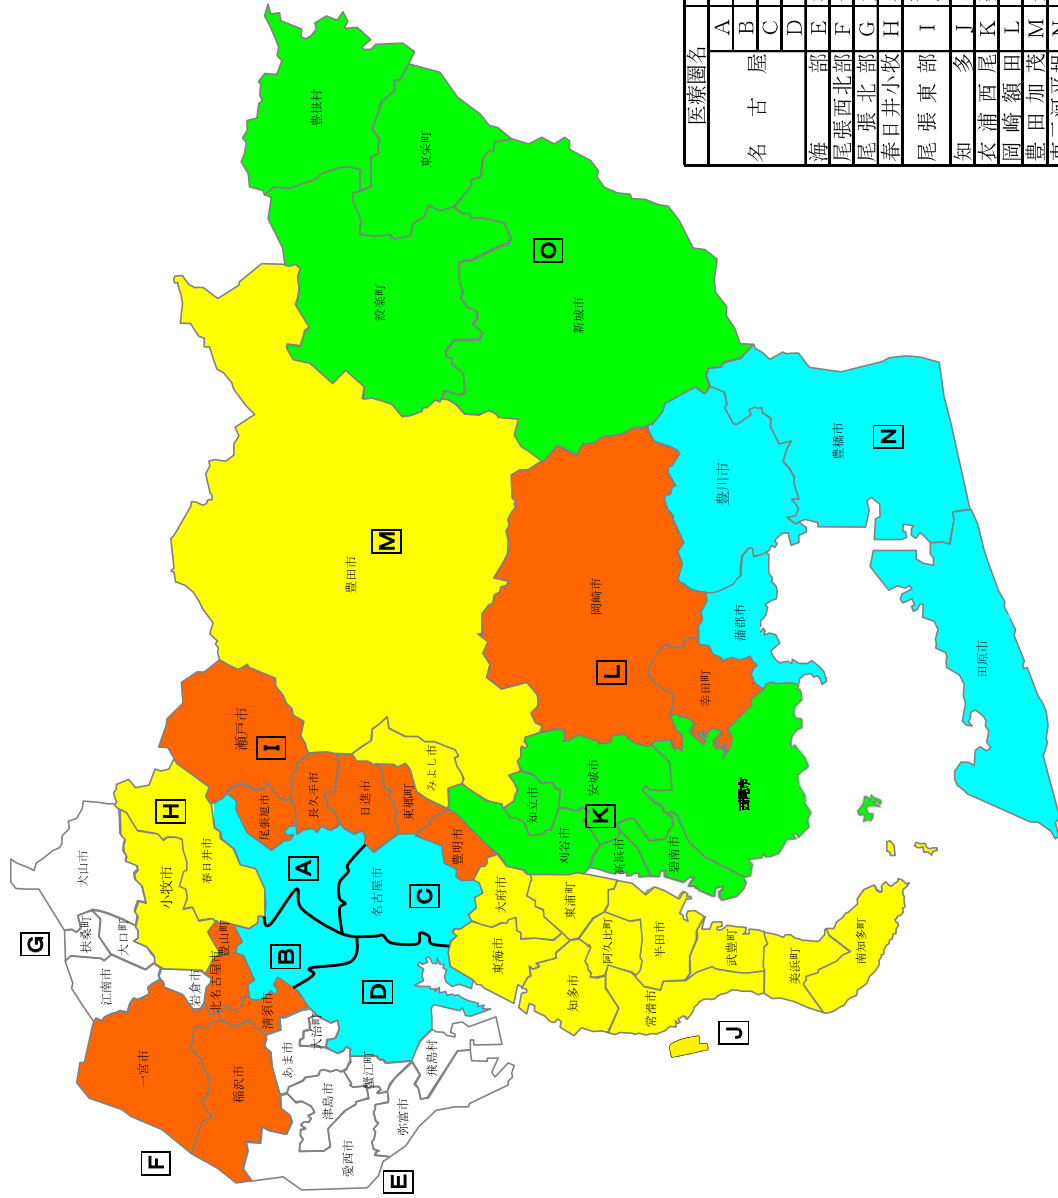 医療圏名
名古屋
A
B
C
D
海部 E
尾張西北部 F
尾張北部 G
春日井小牧 H
尾張東部 I
知多 J
衣浦西尾 K
岡崎額田 L
豊田加茂 M
N
G
犬山市
扶桑町
大口町
江南市
岩倉市
H
小牧市
春日井市
豊山町
北名古屋市
清須市
F
一宮市
稲沢市
E
あま市
大治町
津島市
愛西市
蟹江町
弥富市
飛島村
A
B
C
D
名古屋市
I
瀬戸市
尾張旭市
長久手市
日進市
東郷町
豊明市
M
豊田市
みよし市
O
豊根村
東栄町
設楽町
新城市
L
岡崎市
幸田町
K
安城市
知立市
刈谷市
高浜市
碧南市
西尾市
J
大府市
東海市
東浦町
知多市
阿久比町
半田市
常滑市
武豊町
美浜町
南知多町
N
豊川市
豊橋市
蒲郡市
田原市